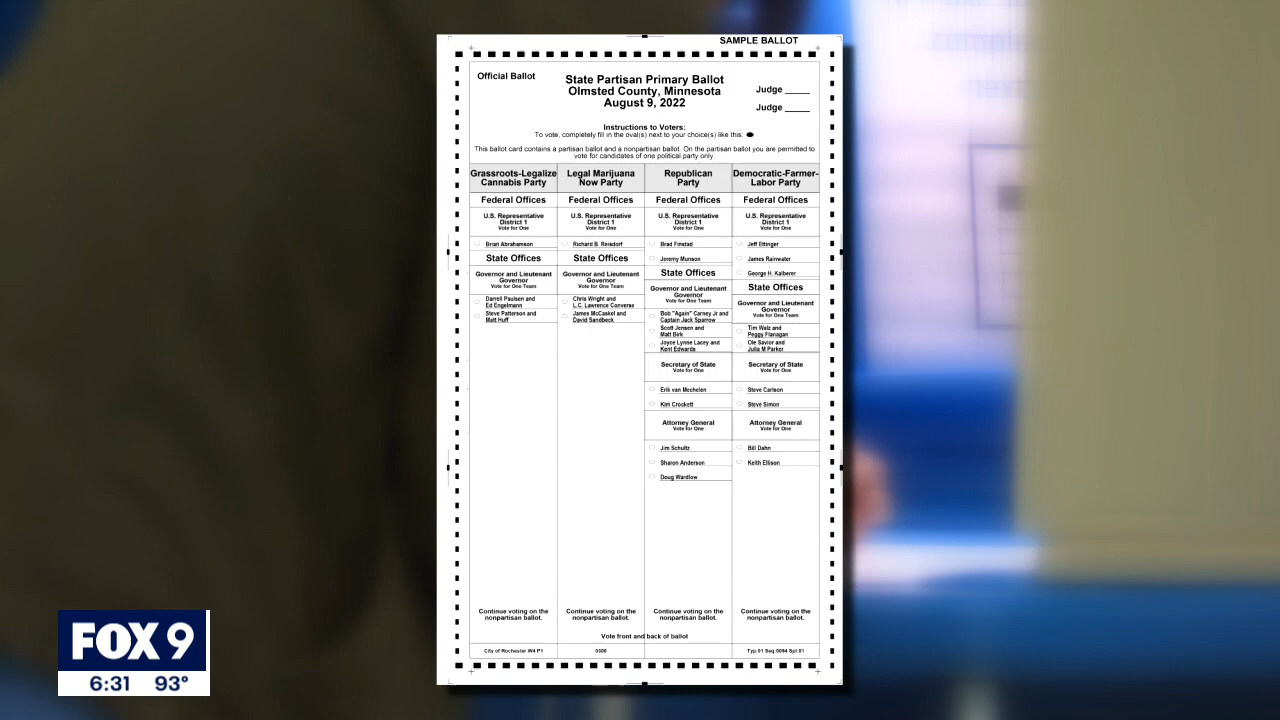 SAMPLE BALLOT
Official Ballot
State Partisan Primary Ballot
Olmsted County, Minnesota
August 9, 2022
Judge _____
Judge _____
Instructions to Voters:
To vote, completely fill in the oval(s) next to your choice(s) like this:
This ballot card contains a partisan ballot and a nonpartisan ballot. On the partisan ballot you are permitted to
vote for candidates of one political party only.
Grassroots-Legalize
Cannabis Party
Federal Offices
U.S. Representative
District 1
Vote for One
Brian Abrahamson
State Offices
Governor and Lieutenant
Governor
Vote for One Team
Darrell Paulsen and
Ed Engelmann
Steve Patterson and
Matt Huff
Continue voting on the
nonpartisan ballot.
Legal Marijuana
Now Party
Federal Offices
U.S. Representative
District 1
Vote for One
Richard B. Reisdorf
State Offices
Governor and Lieutenant
Governor
Vote for One Team
Chris Wright and
L.C. Lawrence Converse
James McCaskel and
David Sandbeck
Continue voting on the
nonpartisan ballot.
Republican
Party
Federal Offices
U.S. Representative
District 1
Vote for One
Brad Finstad
Jeremy Munson
State Offices
Governor and Lieutenant
Governor
Vote for One Team
Bob "Again" Carney Jr and
Captain Jack Sparrow
Scott Jensen and
Matt Birk
Joyce Lynne Lacey and
Kent Edwards
Secretary of State
Vote for One
Erik van Mechelen
Kim Crockett
Attorney General
Vote for One
Jim Schultz
Sharon Anderson
Doug Wardlow
Continue voting on the
nonpartisan ballot.
Democratic-Farmer-
Labor Party
Federal Offices
U.S. Representative
District 1
Vote for One
Jeff Ettinger
James Rainwater
George H. Kalberer
State Offices
Governor and Lieutenant
Governor
Vote for One Team
Tim Walz and
Peggy Flanagan
Ole Savior and
Julia M Parker
Secretary of State
Vote for One
Steve Carlson
Steve Simon
Attorney General
Vote for One
Bill Dahn
Keith Ellison
Continue voting on the
nonpartisan ballot.
Vote front and back of ballot
City of Rochester W4 P1
0300
Typ:01 Seq:0094 Spl:01
FOX 9
6:31 93°